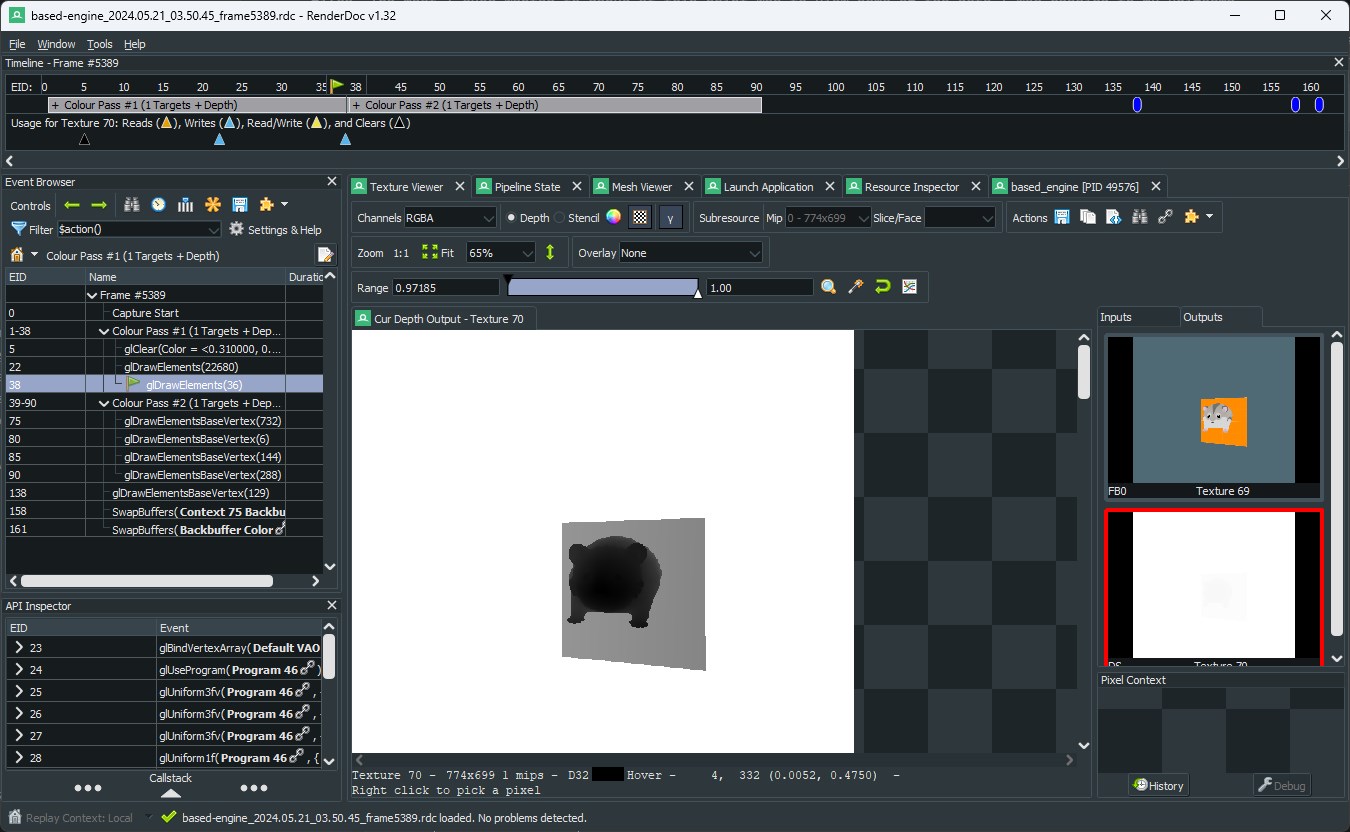 based-engine_2024.05.21_03.50.45_frame5389.rdc - RenderDoc v1.32
File Window Tools Help
Timeline - Frame #5389
EID: 0 5 10 15 20 25 30 35 38 45 50 55 60 65 70 75 80 85 90 95 100 105 110 115 120 125 130 135 140 145 150 155 160
+ Colour Pass #1 (1 Targets + Depth) + Colour Pass #2 (1 Targets + Depth)
Usage for Texture 70: Reads ( ), Writes ( ), Read/Write ( ), and Clears ( )
Event Browser
Controls
Filter $action() Settings & Help
Colour Pass #1 (1 Targets + Depth)
EID Name Duratic
Frame #5389
0 Capture Start
1-38 Colour Pass #1 (1 Targets + Dep...
5 glClear(Color = <0.310000, 0....
22 glDrawElements(22680)
38 glDrawElements(36)
39-90 Colour Pass #2 (1 Targets + Dep...
75 glDrawElementsBaseVertex(732)
80 glDrawElementsBaseVertex(6)
85 glDrawElementsBaseVertex(144)
90 glDrawElementsBaseVertex(288)
138 glDrawElementsBaseVertex(129)
158 SwapBuffers(Context 75 Backbu
161 SwapBuffers(Backbuffer Color
API Inspector
EID Event
23 glBindVertexArray(Default VAO
24 glUseProgram(Program 46 )
25 glUniform3fv(Program 46 ,
26 glUniform3fv(Program 46 ,
27 glUniform3fv(Program 46 ,
28 glUniform1f(Program 46 , {
Callstack
Texture Viewer Pipeline State Mesh Viewer Launch Application Resource Inspector based_engine [PID 49576]
Channels RGBA Depth Stencil γ Subresource Mip 0 - 774x699 Slice/Face Actions
Zoom 1:1 Fit 65% Overlay None
Range 0.97185 1.00
Cur Depth Output - Texture 70
Texture 70 - 774x699 1 mips - D32 Hover - 4, 332 (0.0052, 0.4750) -
Right click to pick a pixel
Inputs Outputs
FB0 Texture 69
DS Texture 70
Pixel Context
History Debug
Replay Context: Local based-engine_2024.05.21_03.50.45_frame5389.rdc loaded. No problems detected.